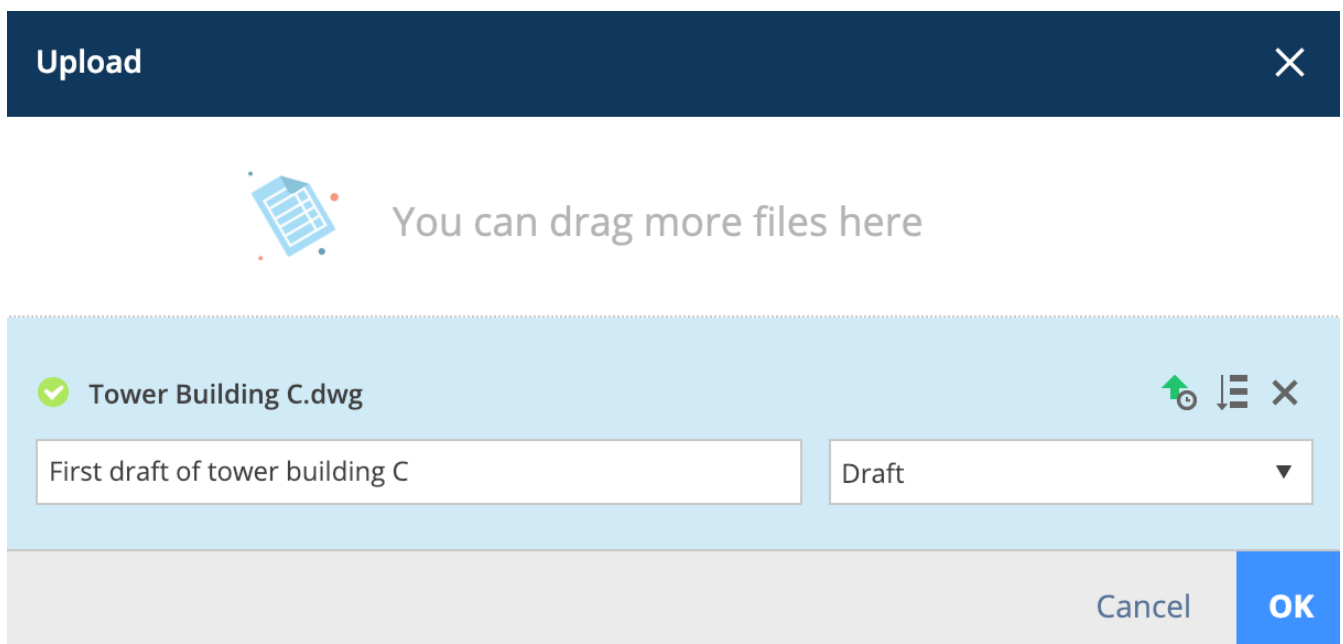 Upload
You can drag more files here
Tower Building C.dwg
First draft of tower building C
Draft
Cancel
OK